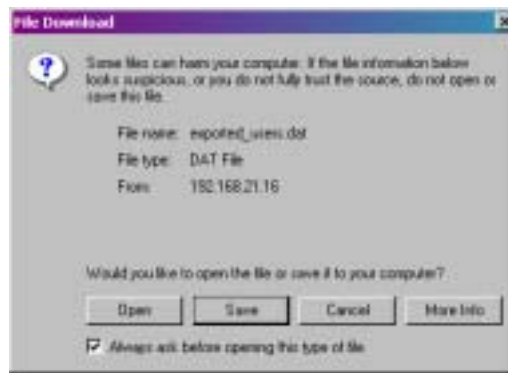 File Download
Some files can harm your computer. If the file information below
looks suspicious, or you do not fully trust the source, do not open or
save this file.
File name: exported_users.dat
File type: DAT File
From: 192.168.21.16
Would you like to open the file or save it to your computer?
Open
Save
Cancel
More Info
Always ask before opening this type of file